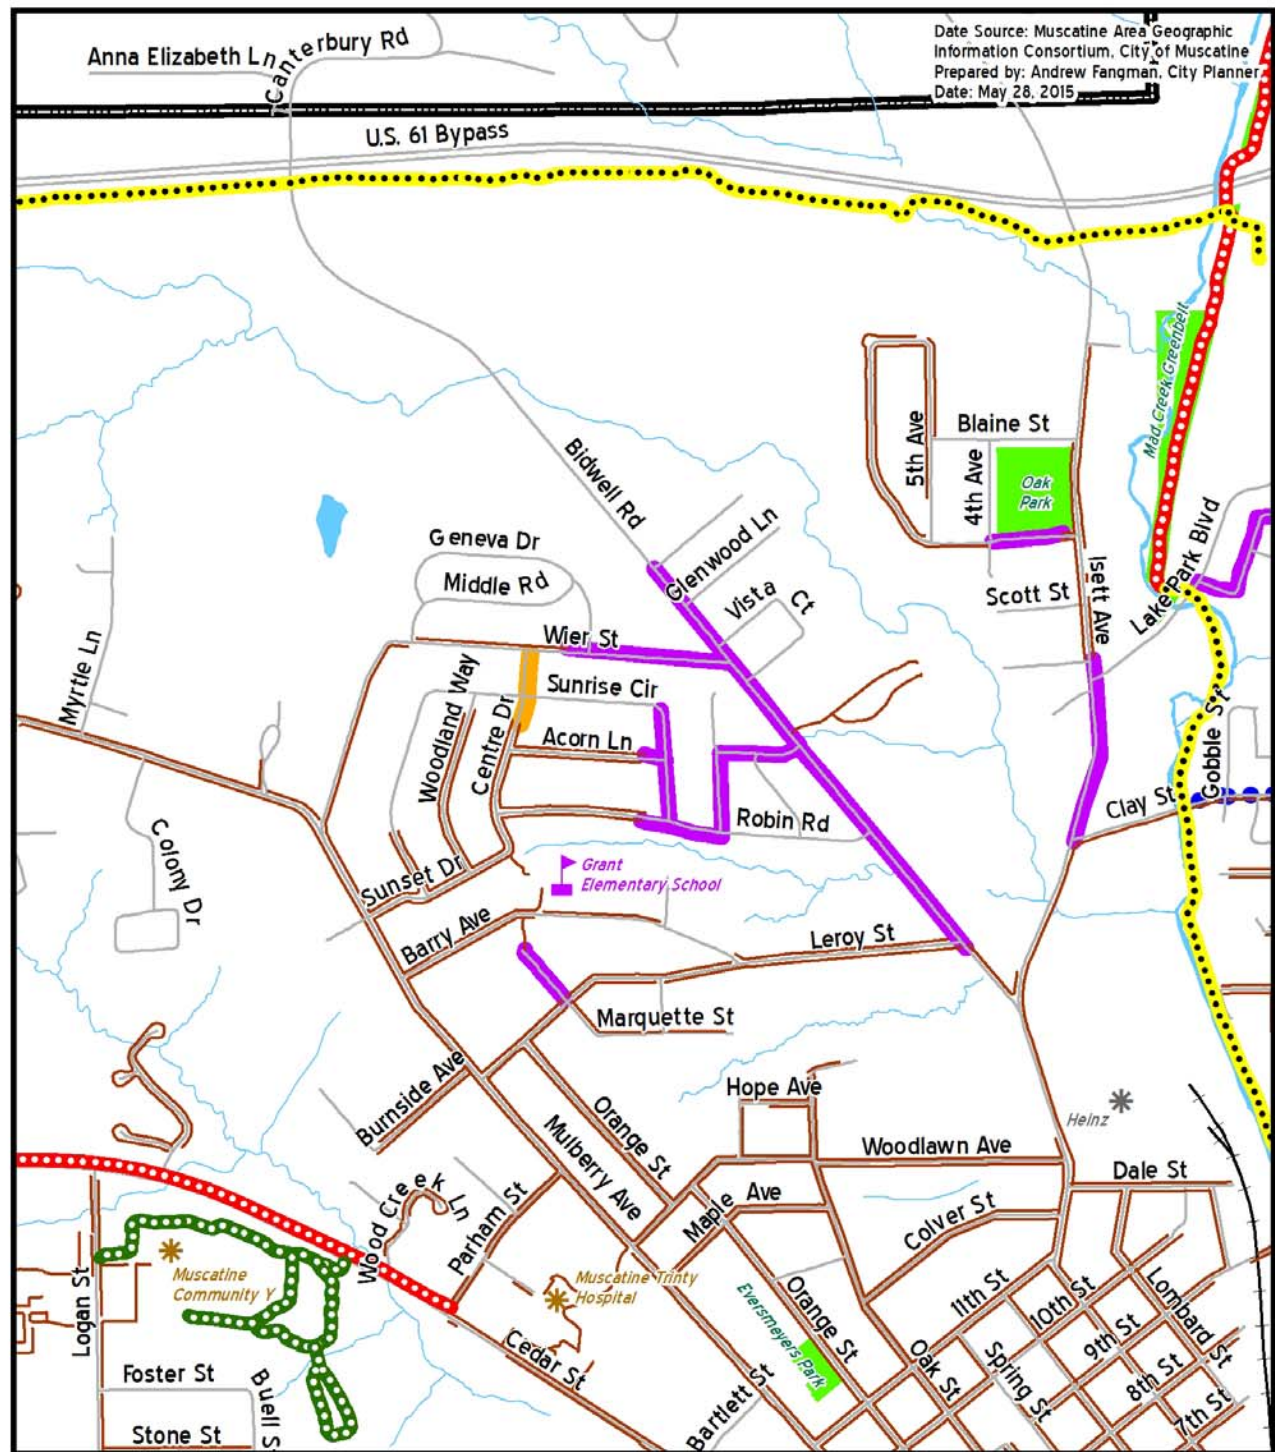 Date Source: Muscatine Area Geographic
Information Consortium, City of Muscatine
Prepared by: Andrew Fangman, City Planner
Date: May 28, 2015
Anna Elizabeth Ln
Canterbury Rd
U.S. 61 Bypass
Mad Creek Greenbelt
Blaine St
5th Ave
4th Ave
Oak
Park
Bidwell Rd
Glenwood Ln
Geneva Dr
Middle Rd
Vista Ct
Scott St
Isett Ave
Lake Park Blvd
Wier St
Myrtle Ln
Woodland Way
Centre Dr
Sunrise Cir
Acorn Ln
Gobble St
Clay St
Robin Rd
Colony Dr
Sunset Dr
Grant
Elementary School
Barry Ave
Leroy St
Marquette St
Burnside Ave
Hope Ave
Heinz
Orange St
Mulberry Ave
Woodlawn Ave
Dale St
Wood Creek Ln
Parham St
Maple Ave
Colver St
Muscatine
Community Y
Muscatine Trinty
Hospital
Logan St
Eversmeyers Park
Orange St
11th St
10th St
Lombard St
9th St
8th St
7th St
Cedar St
Oak St
Spring St
Foster St
Buell S
Bartlett St
Stone St